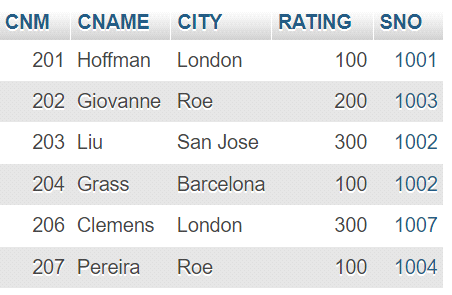 CNM CNAME CITY RATING SNO
201 Hoffman London 100 1001
202 Giovanne Roe 200 1003
203 Liu San Jose 300 1002
204 Grass Barcelona 100 1002
206 Clemens London 300 1007
207 Pereira Roe 100 1004